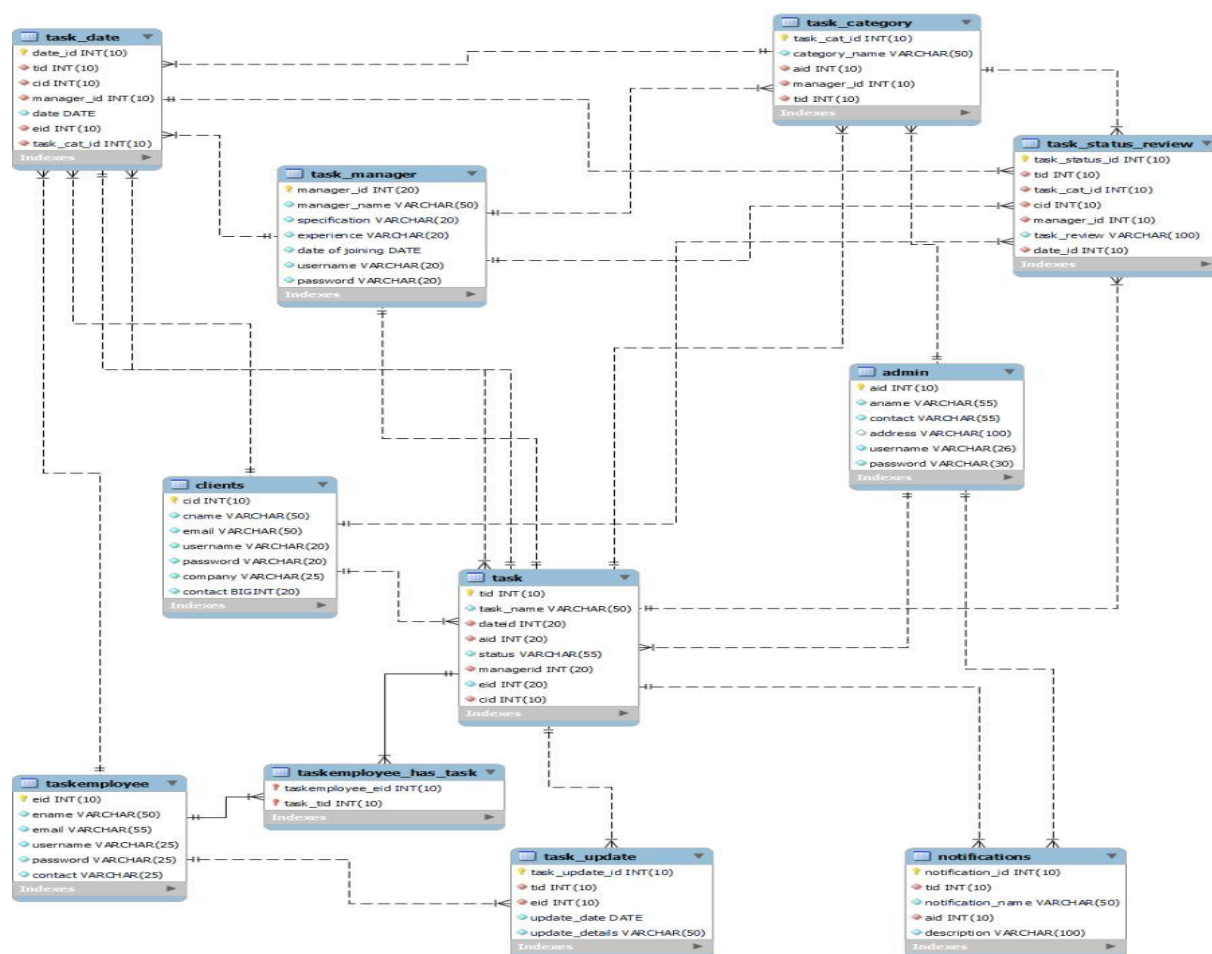 task_date
date_id INT(10)
tid INT(10)
cid INT(10)
manager_id INT(10)
date DATE
eid INT(10)
task_cat_id INT(10)
Indexes
task_category
task_cat_id INT(10)
category_name VARCHAR(50)
aid INT(10)
manager_id INT(10)
tid INT(10)
Indexes
task_status_review
task_status_id INT(10)
tid INT(10)
task_cat_id INT(10)
cid INT(10)
manager_id INT(10)
task_review VARCHAR(100)
date_id INT(10)
Indexes
task_manager
manager_id INT(20)
manager_name VARCHAR(50)
specification VARCHAR(20)
experience VARCHAR(20)
date of joining DATE
username VARCHAR(20)
password VARCHAR(20)
Indexes
admin
aid INT(10)
aname VARCHAR(55)
contact VARCHAR(55)
address VARCHAR(100)
username VARCHAR(26)
password VARCHAR(30)
Indexes
clients
cid INT(10)
cname VARCHAR(50)
email VARCHAR(50)
username VARCHAR(20)
password VARCHAR(20)
company VARCHAR(25)
contact BIGINT(20)
Indexes
task
tid INT(10)
task_name VARCHAR(50)
dateid INT(20)
aid INT(20)
status VARCHAR(55)
managerid INT(20)
eid INT(20)
cid INT(10)
Indexes
taskemployee
eid INT(10)
ename VARCHAR(50)
email VARCHAR(55)
username VARCHAR(25)
password VARCHAR(25)
contact VARCHAR(25)
Indexes
taskemployee_has_task
taskemployee_eid INT(10)
task_tid INT(10)
Indexes
task_update
task_update_id INT(10)
tid INT(10)
eid INT(10)
update_date DATE
update_details VARCHAR(50)
Indexes
notifications
notification_id INT(10)
tid INT(10)
notification_name VARCHAR(50)
aid INT(10)
description VARCHAR(100)
Indexes